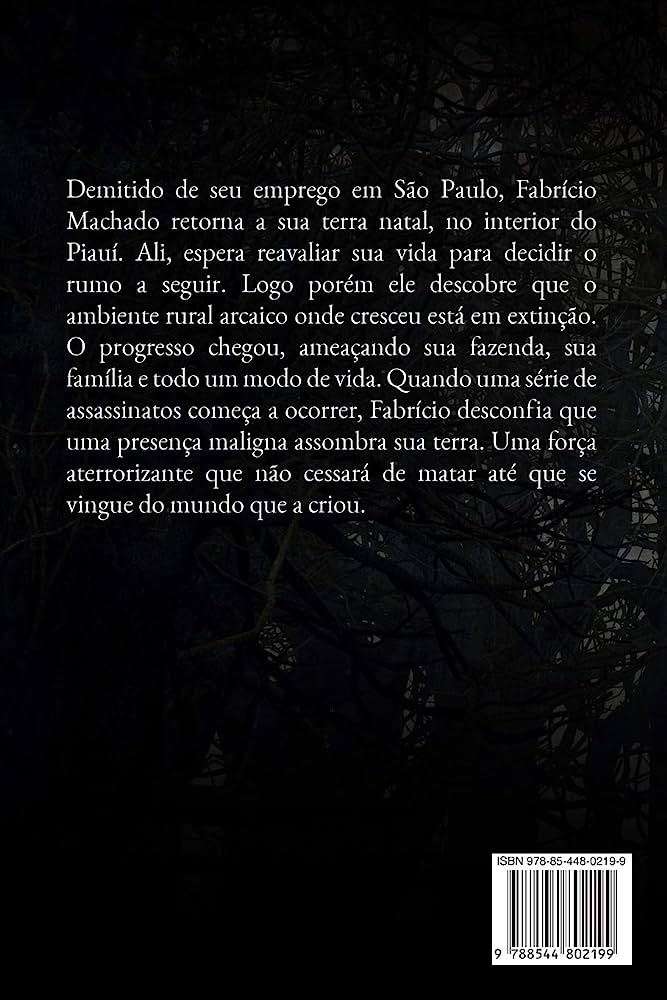 Demitido de seu emprego em São Paulo, Fabrício
Machado retorna a sua terra natal, no interior do
Piauí. Ali, espera reavaliar sua vida para decidir o
rumo a seguir. Logo porém ele descobre que o
ambiente rural arcaico onde cresceu está em extinção.
O progresso chegou, ameaçando sua fazenda, sua
família e todo um modo de vida. Quando uma série de
assassinatos começa a ocorrer, Fabrício desconfia que
uma presença maligna assombra sua terra. Uma força
aterrorizante que não cessará de matar até que se
vingue do mundo que a criou.
ISBN 978-85-448-0219-9
9 788544 802199